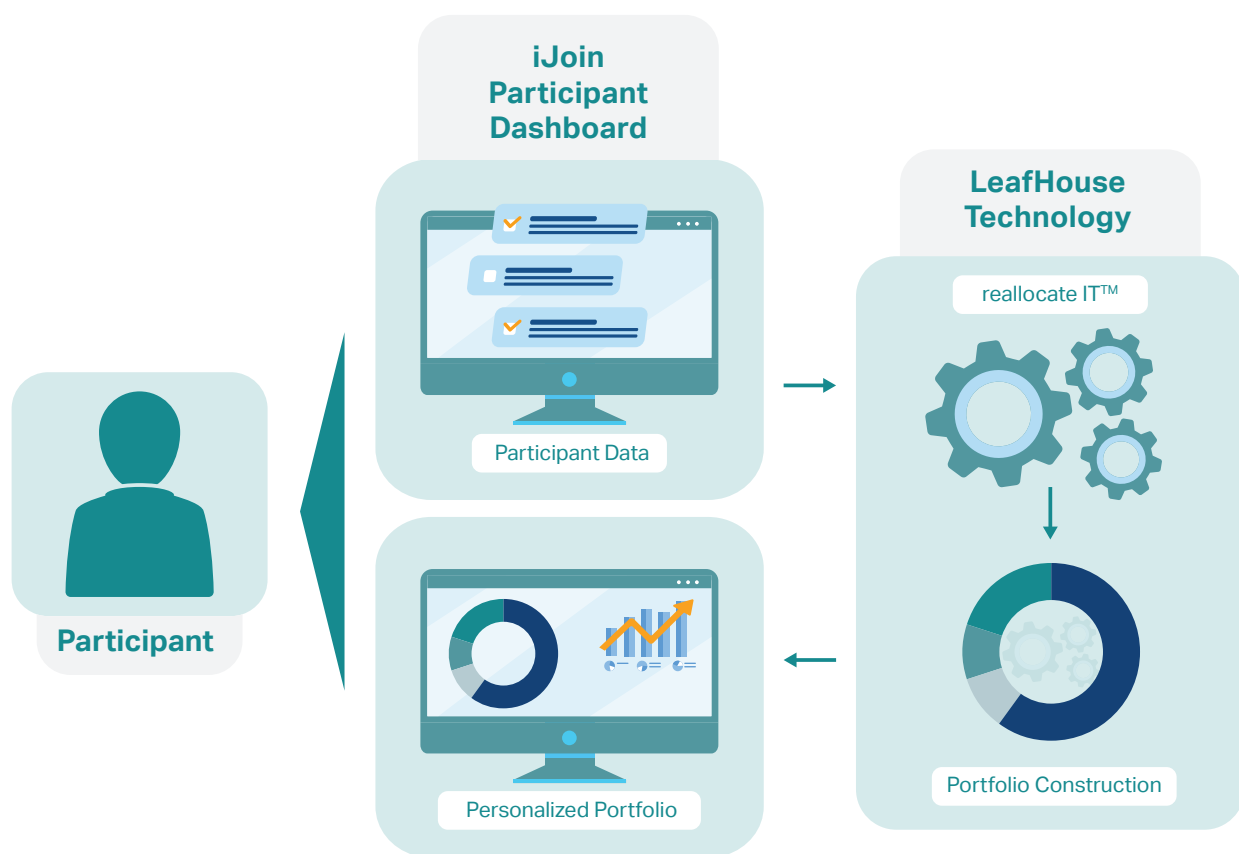 iJoin
Participant
Dashboard
Participant Data
LeafHouse
Technology
reallocate IT™
Portfolio Construction
Personalized Portfolio
Participant